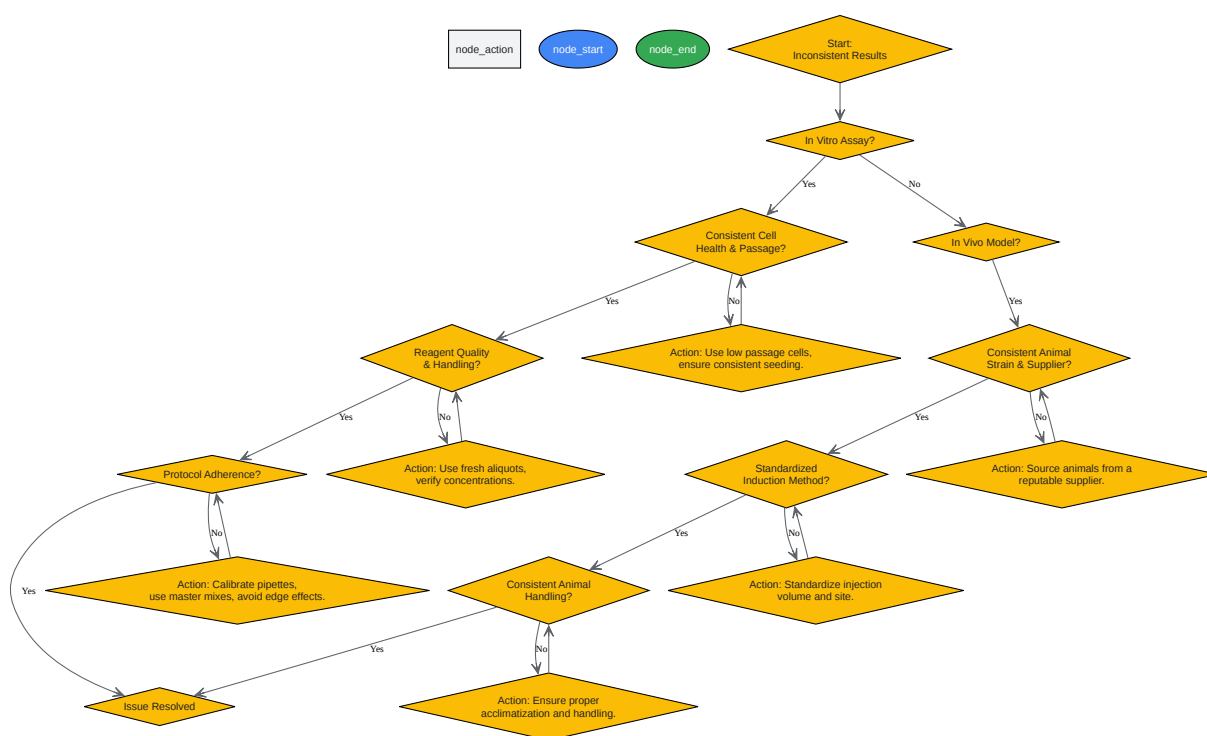 node_action
node_start
node_end
Start:
Inconsistent Results
In Vitro Assay?
Yes
No
Consistent Cell
Health & Passage?
In Vivo Model?
Yes
No
Yes
Reagent Quality
& Handling?
Action: Use low passage cells,
ensure consistent seeding.
Consistent Animal
Strain & Supplier?
Yes
No
Yes
No
Protocol Adherence?
Action: Use fresh aliquots,
verify concentrations.
Standardized
Induction Method?
Action: Source animals from a
reputable supplier.
No
Yes
No
Yes
Action: Calibrate pipettes,
use master mixes, avoid edge effects.
Consistent Animal
Handling?
Action: Standardize injection
volume and site.
Yes
No
Issue Resolved
Action: Ensure proper
acclimatization and handling.